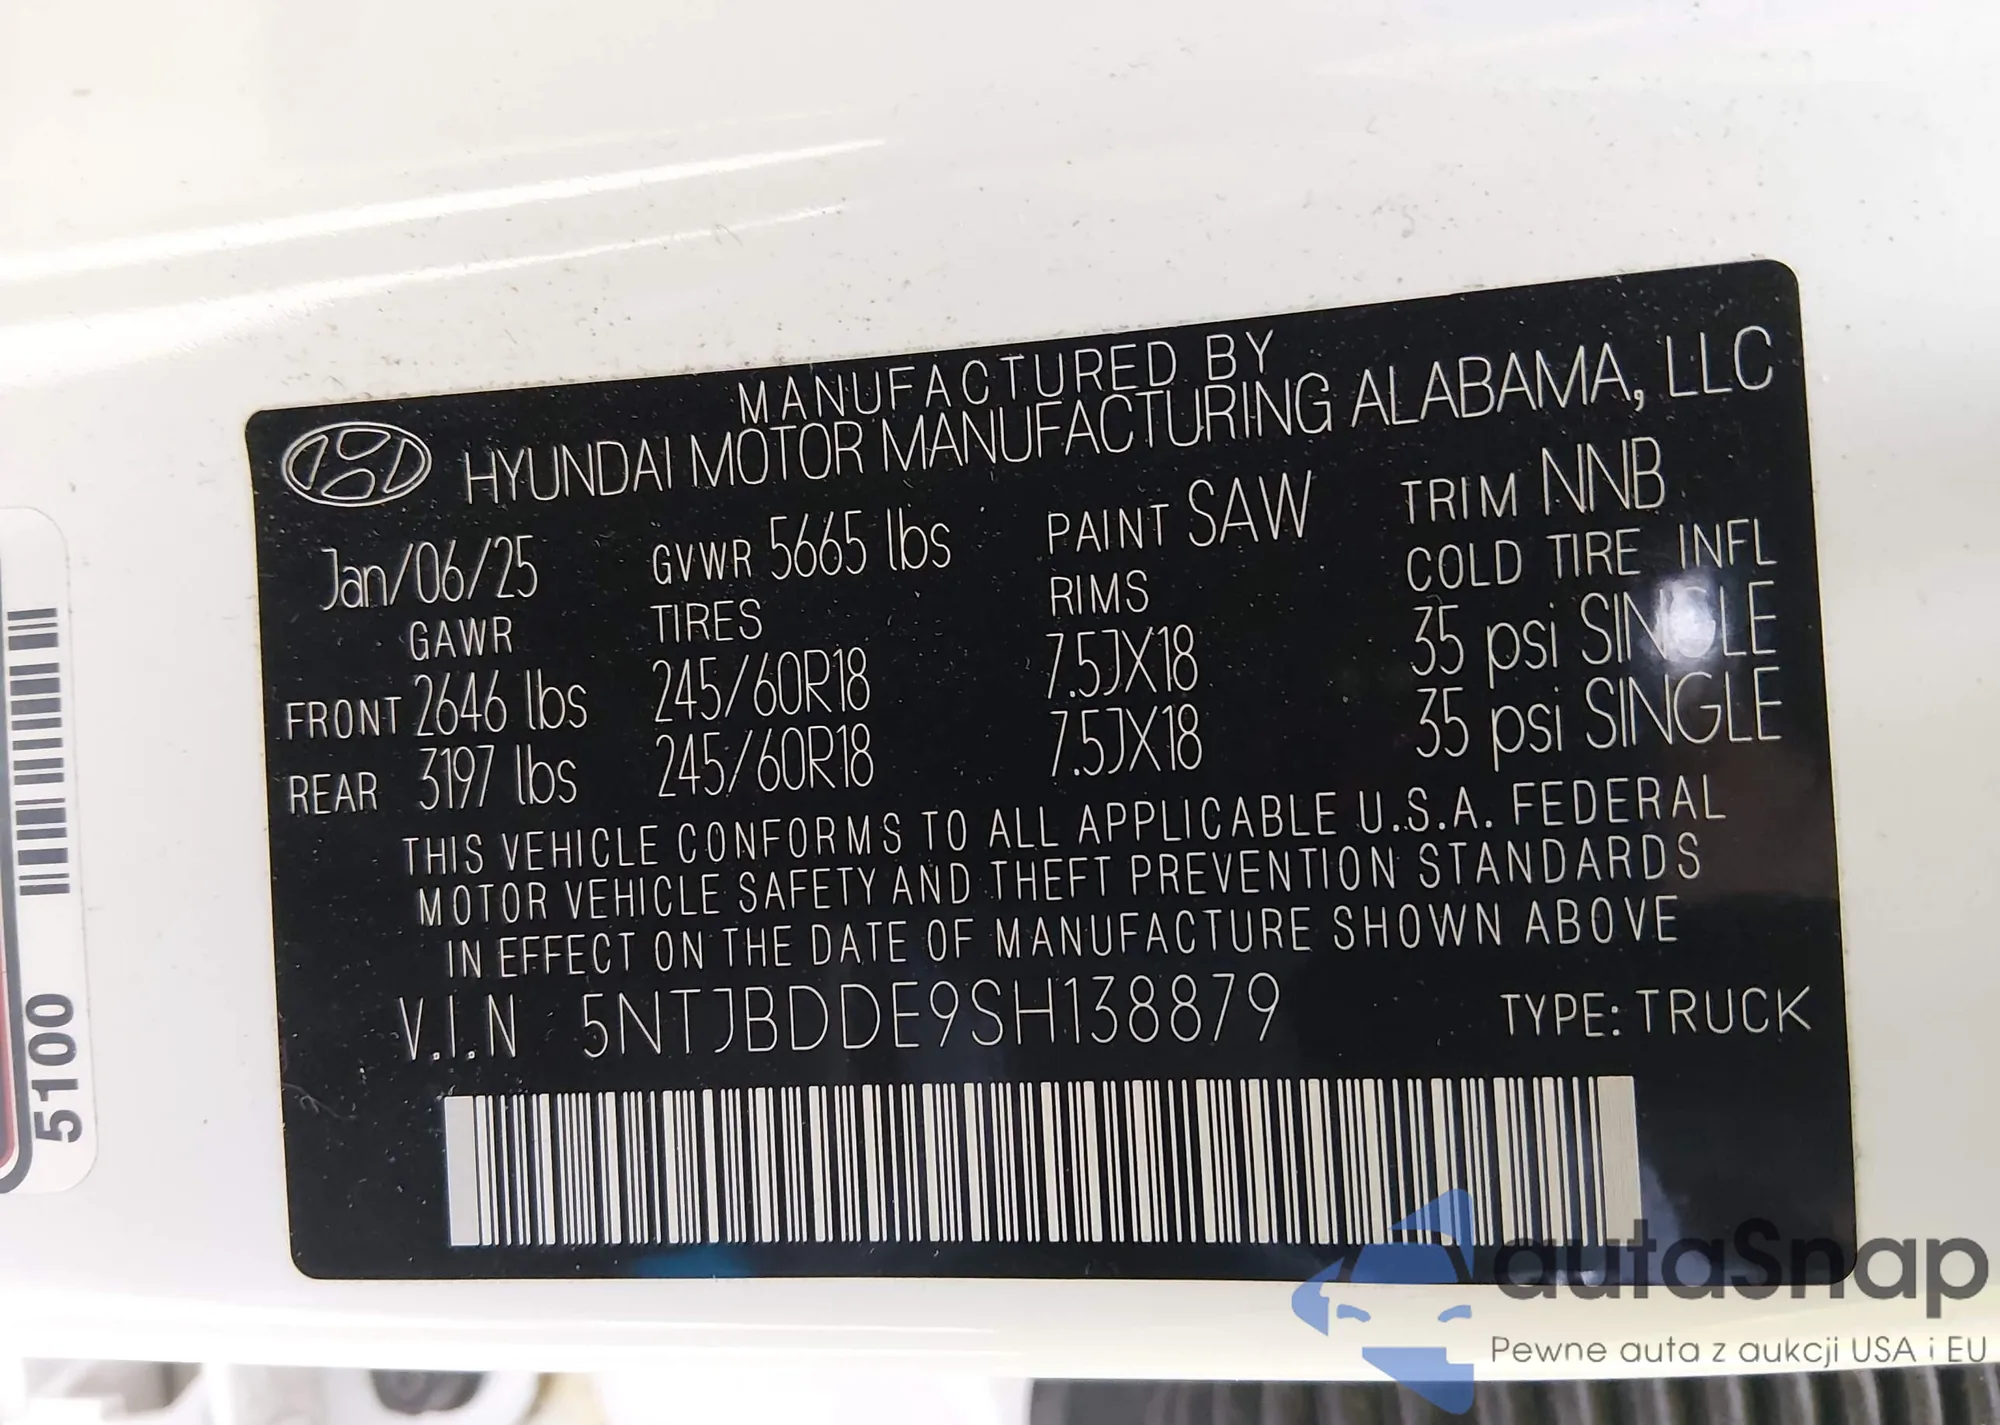 MANUFACTURED BY
HYUNDAI MOTOR MANUFACTURING ALABAMA, LLC
Jan/06/25 GVWR 5665 lbs PAINT SAW TRIM NNB
GAWR TIRES RIMS COLD TIRE INFL
FRONT 2646 lbs 245/60R18 7.5JX18 35 psi SINGLE
REAR 3197 lbs 245/60R18 7.5JX18 35 psi SINGLE
THIS VEHICLE CONFORMS TO ALL APPLICABLE U.S.A. FEDERAL
MOTOR VEHICLE SAFETY AND THEFT PREVENTION STANDARDS
IN EFFECT ON THE DATE OF MANUFACTURE SHOWN ABOVE
V.I.N 5NTJBDDE9SH138879 TYPE: TRUCK
5100
autaSnap
Pewne auta z aukcji USA i EU